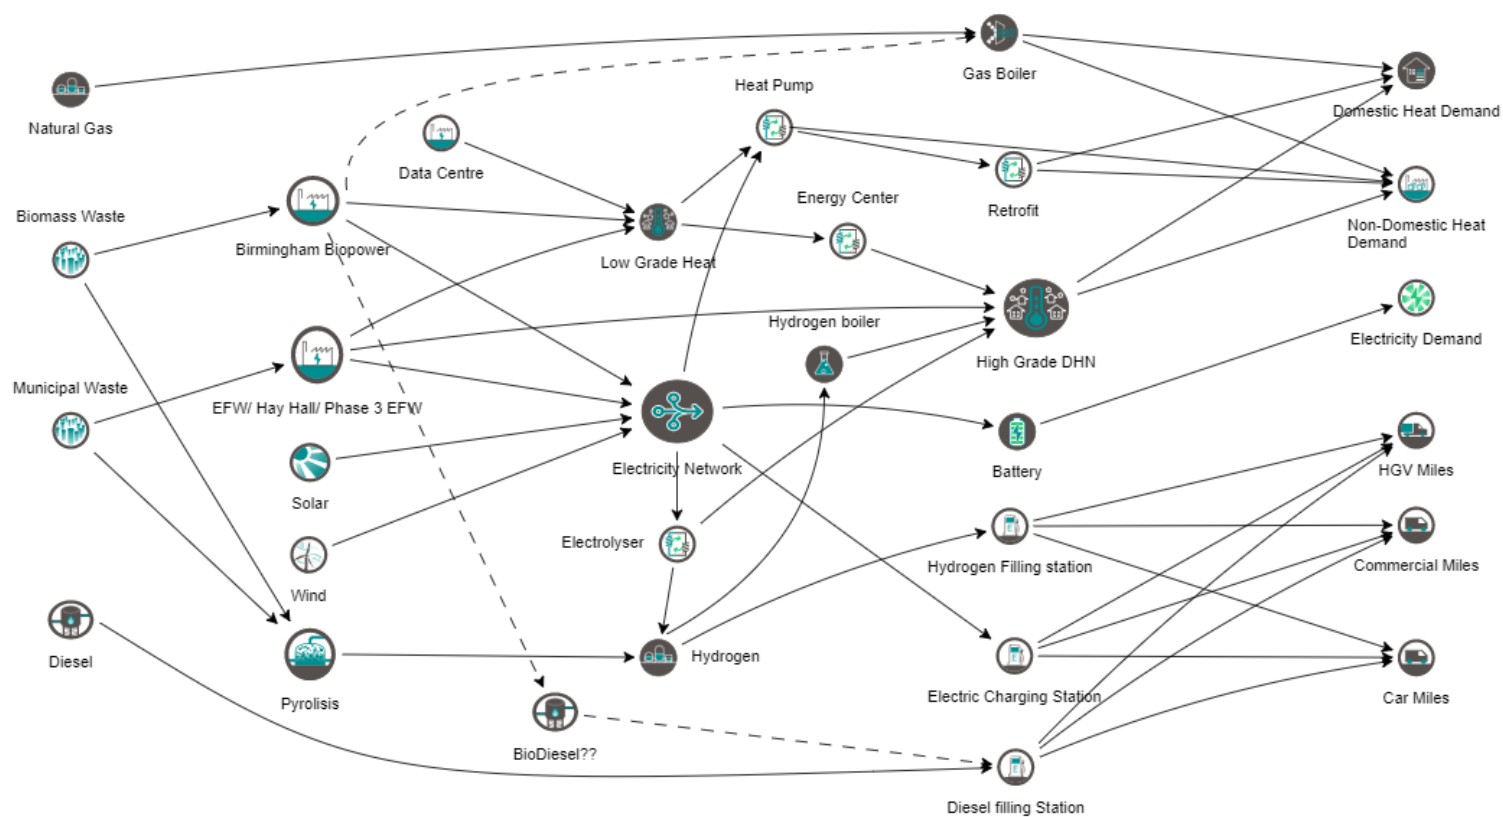 Gas Boiler
Natural Gas
Heat Pump
Domestic Heat Demand
Data Centre
Biomass Waste
Birmingham Biopower
Energy Center
Retrofit
Non-Domestic Heat
Demand
Low Grade Heat
Hydrogen boiler
High Grade DHN
Electricity Demand
Municipal Waste
EFW/ Hay Hall/ Phase 3 EFW
Electricity Network
Battery
HGV Miles
Solar
Electrolyser
Hydrogen Filling station
Commercial Miles
Wind
Diesel
Hydrogen
Pyrolisis
Electric Charging Station
Car Miles
BioDiesel??
Diesel filling Station